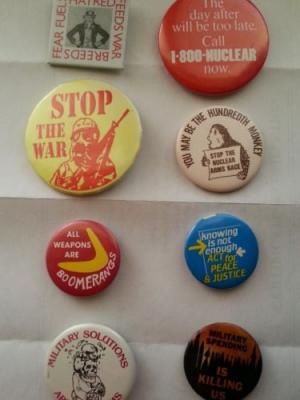 FEAR FUELS
HATRED
BREEDS
FEEDS WAR
The
day after
will be too late.
Call
1-800-NUCLEAR
now.
STOP
THE
WAR
YOU MAY BE THE HUNDREDTH MONKEY
STOP THE
NUCLEAR
ARMS RACE
ALL
WEAPONS
ARE
BOOMERANGS
knowing
is not
enough
ACT for
PEACE
& JUSTICE
MILITARY SOLUTIONS
ARE
MILITARY
SPENDING
IS
KILLING
US